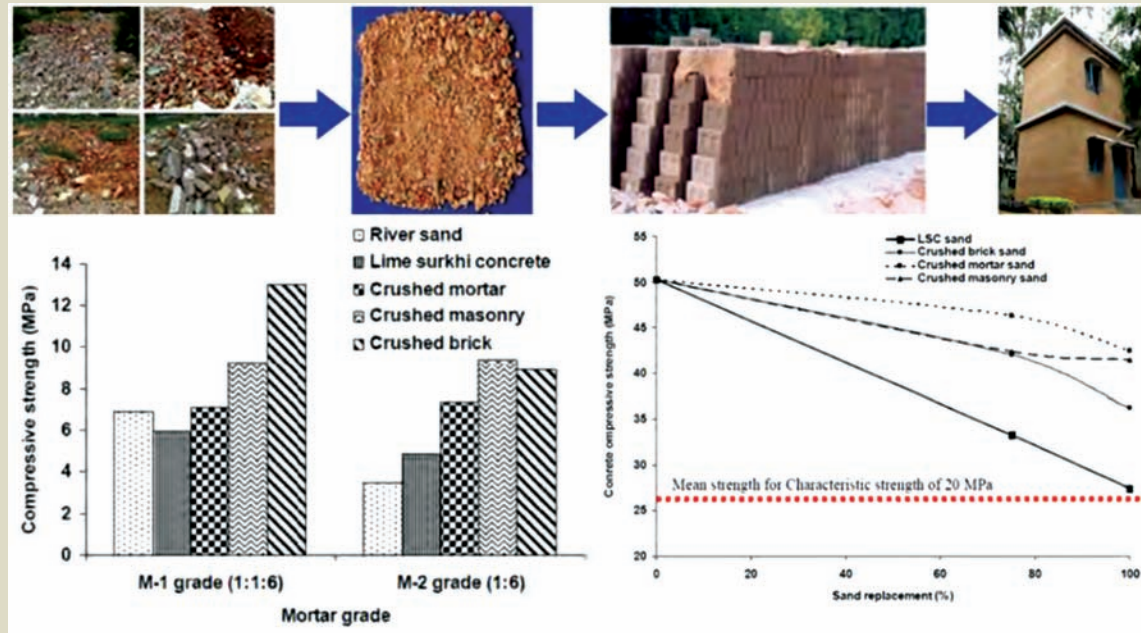 River sand
Lime surkhi concrete
Crushed mortar
Crushed masonry
Crushed brick
Compressive strength (MPa)
14
12
10
8
6
4
2
0
M-1 grade (1:1:6)
M-2 grade (1:6)
Mortar grade
LSC sand
Crushed brick sand
Crushed mortar sand
Crushed masonry sand
Conrete ompressive strength (MPa)
55
50
45
40
35
30
25
20
Mean strength for Characteristic strength of 20 MPa
0
20
40
60
80
100
Sand replacement (%)